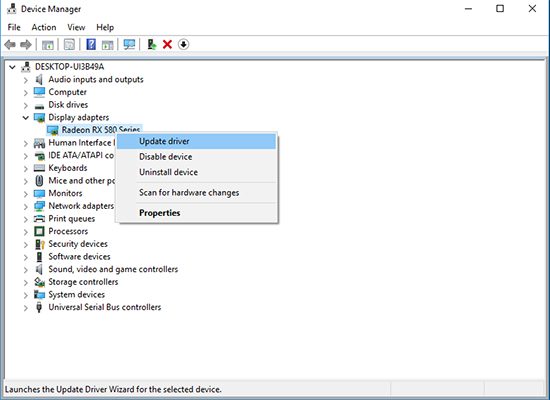 Device Manager
File Action View Help
DESKTOP-UI3B49A
Audio inputs and outputs
Computer
Disk drives
Display adapters
Radeon RX 580 Series
Update driver
Human Interface
Disable device
IDE ATA/ATAPI co
Uninstall device
Keyboards
Mice and other po
Scan for hardware changes
Monitors
Network adapters
Properties
Print queues
Processors
Security devices
Software devices
Sound, video and game controllers
Storage controllers
System devices
Universal Serial Bus controllers
Launches the Update Driver Wizard for the selected device.